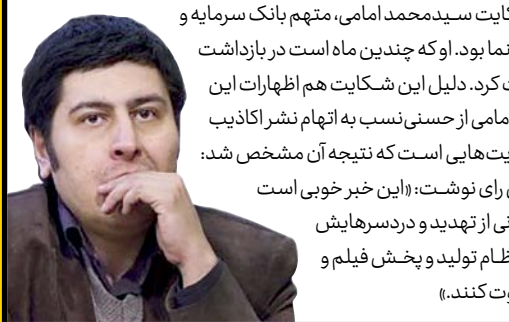 شکایت سیدمحمد امامی، متهم بانک سرمایه و
نما بود. او که چندین ماه است در بازداشت
کرد. دلیل این شکایت هم اظهارات این
امامی از حسنی‌نسب به اتهام نشر اکاذیب
یت‌هایی است که نتیجه آن مشخص شد:
رای نوشت: «این خبر خوبی است
نی از تهدید و دردسرهایش
ظام تولید و پخش فیلم و
وت کنند.»